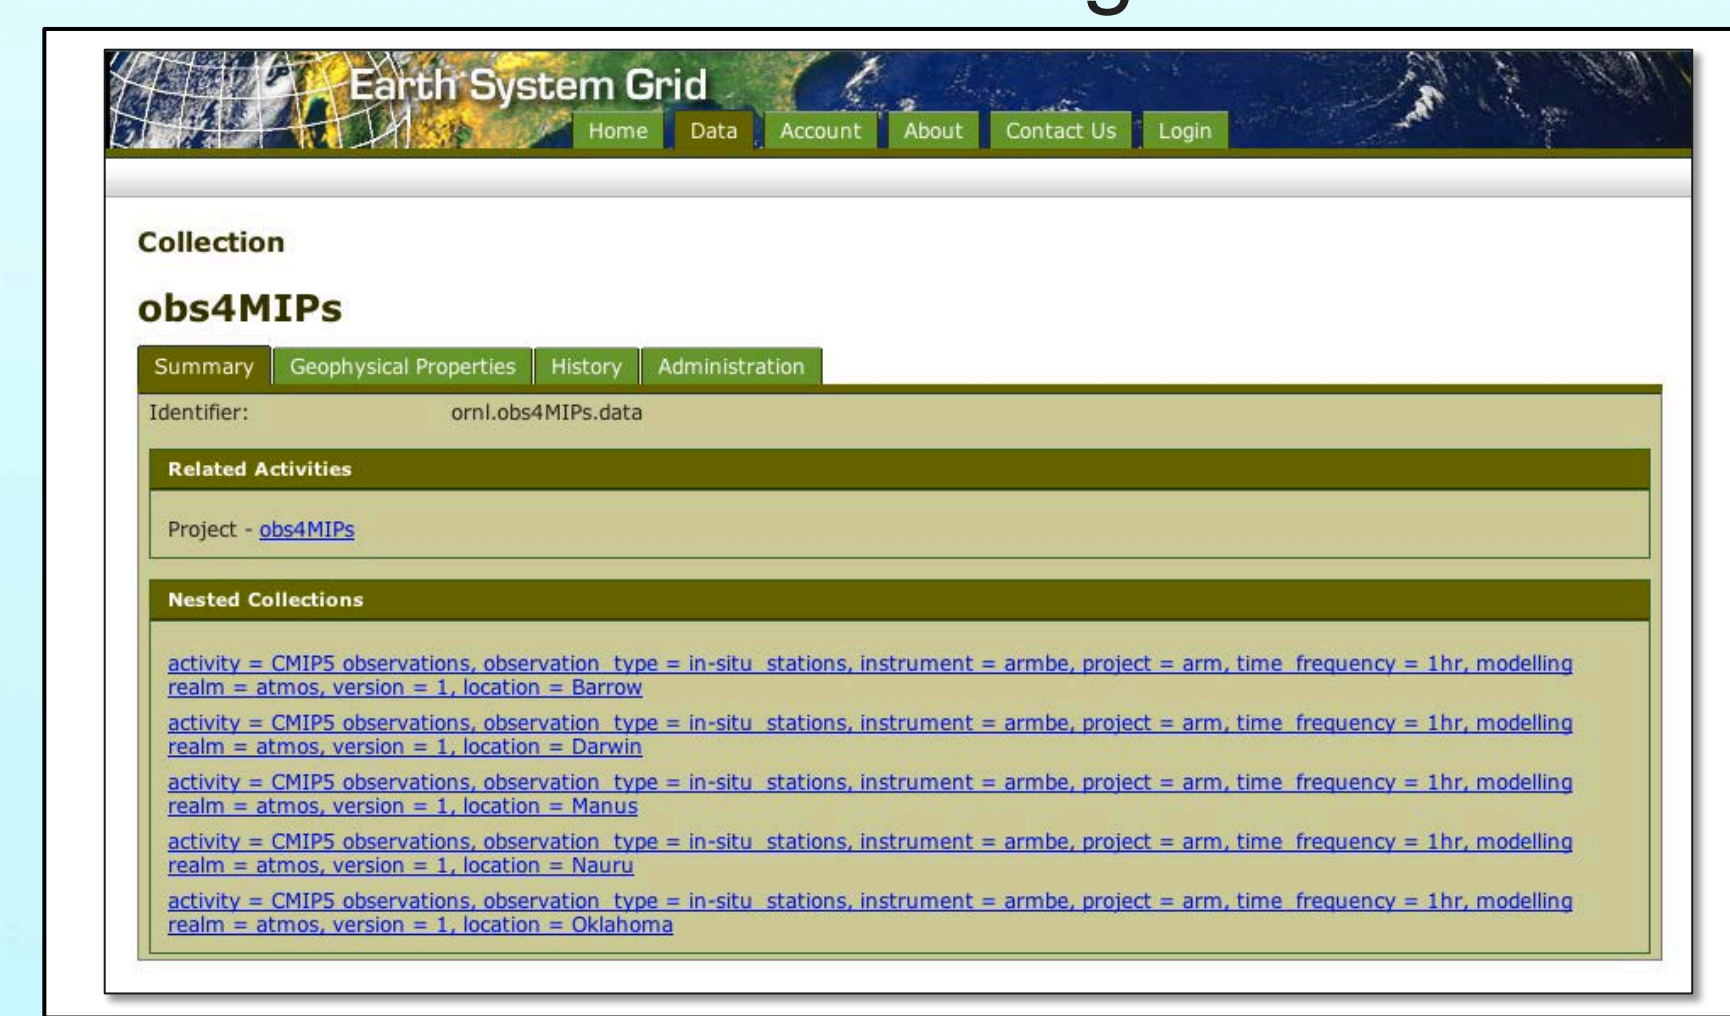 Earth System Grid
Home Data Account About Contact Us Login
Collection
obs4MIPs
Summary Geophysical Properties History Administration
Identifier: ornl.obs4MIPs.data
Related Activities
Project - obs4MIPs
Nested Collections
activity = CMIP5 observations, observation_type = in-situ_stations, instrument = armbe, project = arm, time_frequency = 1hr, modelling
realm = atmos, version = 1, location = Barrow
activity = CMIP5 observations, observation_type = in-situ_stations, instrument = armbe, project = arm, time_frequency = 1hr, modelling
realm = atmos, version = 1, location = Darwin
activity = CMIP5 observations, observation_type = in-situ_stations, instrument = armbe, project = arm, time_frequency = 1hr, modelling
realm = atmos, version = 1, location = Manus
activity = CMIP5 observations, observation_type = in-situ_stations, instrument = armbe, project = arm, time_frequency = 1hr, modelling
realm = atmos, version = 1, location = Nauru
activity = CMIP5 observations, observation_type = in-situ_stations, instrument = armbe, project = arm, time_frequency = 1hr, modelling
realm = atmos, version = 1, location = Oklahoma